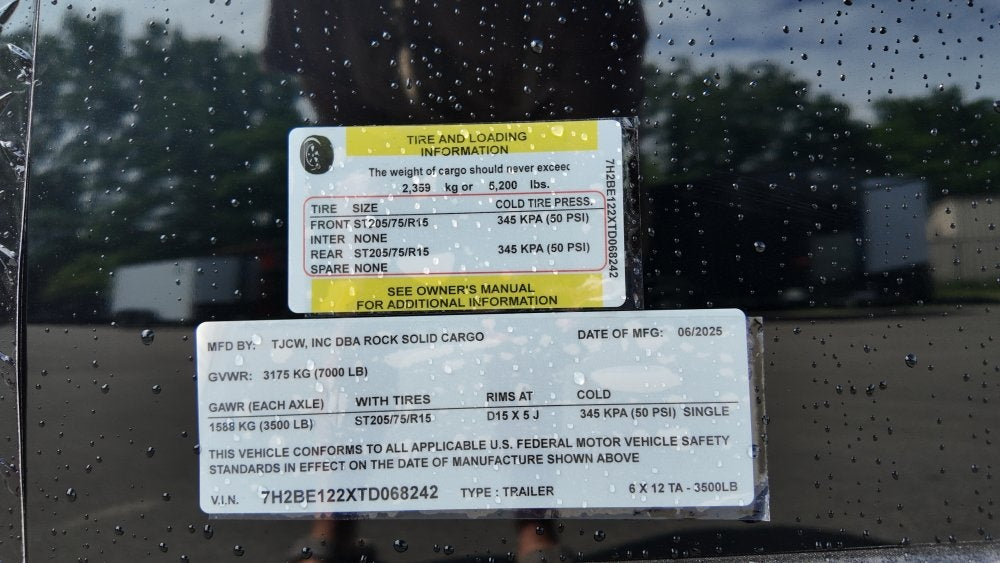 TIRE AND LOADING
INFORMATION
The weight of cargo should never exceed
2,359 kg or 5,200 lbs.
TIRE SIZE COLD TIRE PRESS.
FRONT ST205/75/R15 345 KPA (50 PSI)
INTER NONE
REAR ST205/75/R15 345 KPA (50 PSI)
SPARE NONE
SEE OWNER'S MANUAL
FOR ADDITIONAL INFORMATION
7H2BE122XTD068242
MFD BY: TJCW, INC DBA ROCK SOLID CARGO DATE OF MFG: 06/2025
GVWR: 3175 KG (7000 LB)
GAWR (EACH AXLE) WITH TIRES RIMS AT COLD
1588 KG (3500 LB) ST205/75/R15 D15 X 5 J 345 KPA (50 PSI) SINGLE
THIS VEHICLE CONFORMS TO ALL APPLICABLE U.S. FEDERAL MOTOR VEHICLE SAFETY
STANDARDS IN EFFECT ON THE DATE OF MANUFACTURE SHOWN ABOVE
V.I.N. 7H2BE122XTD068242 TYPE : TRAILER 6 X 12 TA - 3500LB